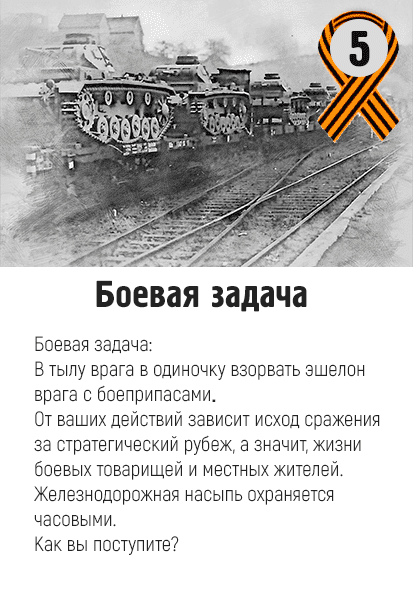 5
Боевая задача
Боевая задача:
В тылу врага в одиночку взорвать эшелон
врага с боеприпасами.
От ваших действий зависит исход сражения
за стратегический рубеж, а значит, жизни
боевых товарищей и местных жителей.
Железнодорожная насыпь охраняется
часовыми.
Как вы поступите?